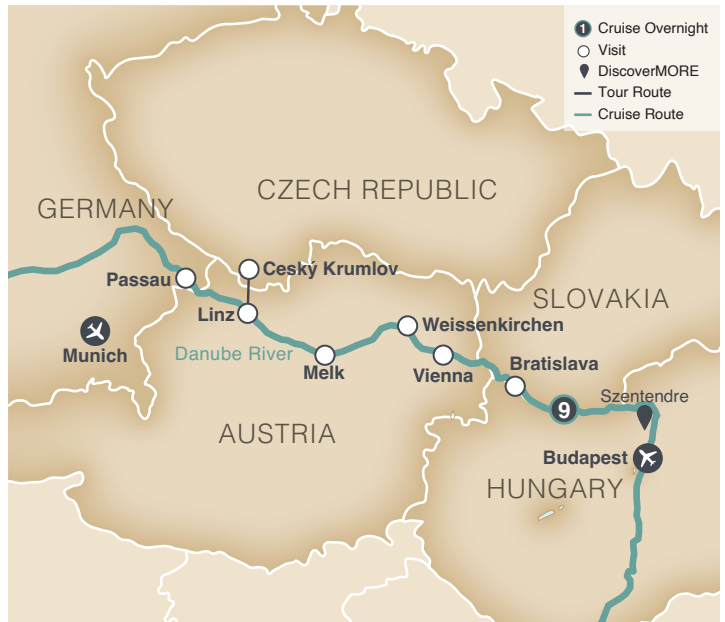 1 Cruise Overnight
Visit
DiscoverMORE
Tour Route
Cruise Route
CZECH REPUBLIC
GERMANY
Ceský Krumlov
Passau
SLOVAKIA
Linz
Weissenkirchen
Munich
Danube River
Melk
Vienna
Bratislava
Szentendre
9
AUSTRIA
Budapest
HUNGARY